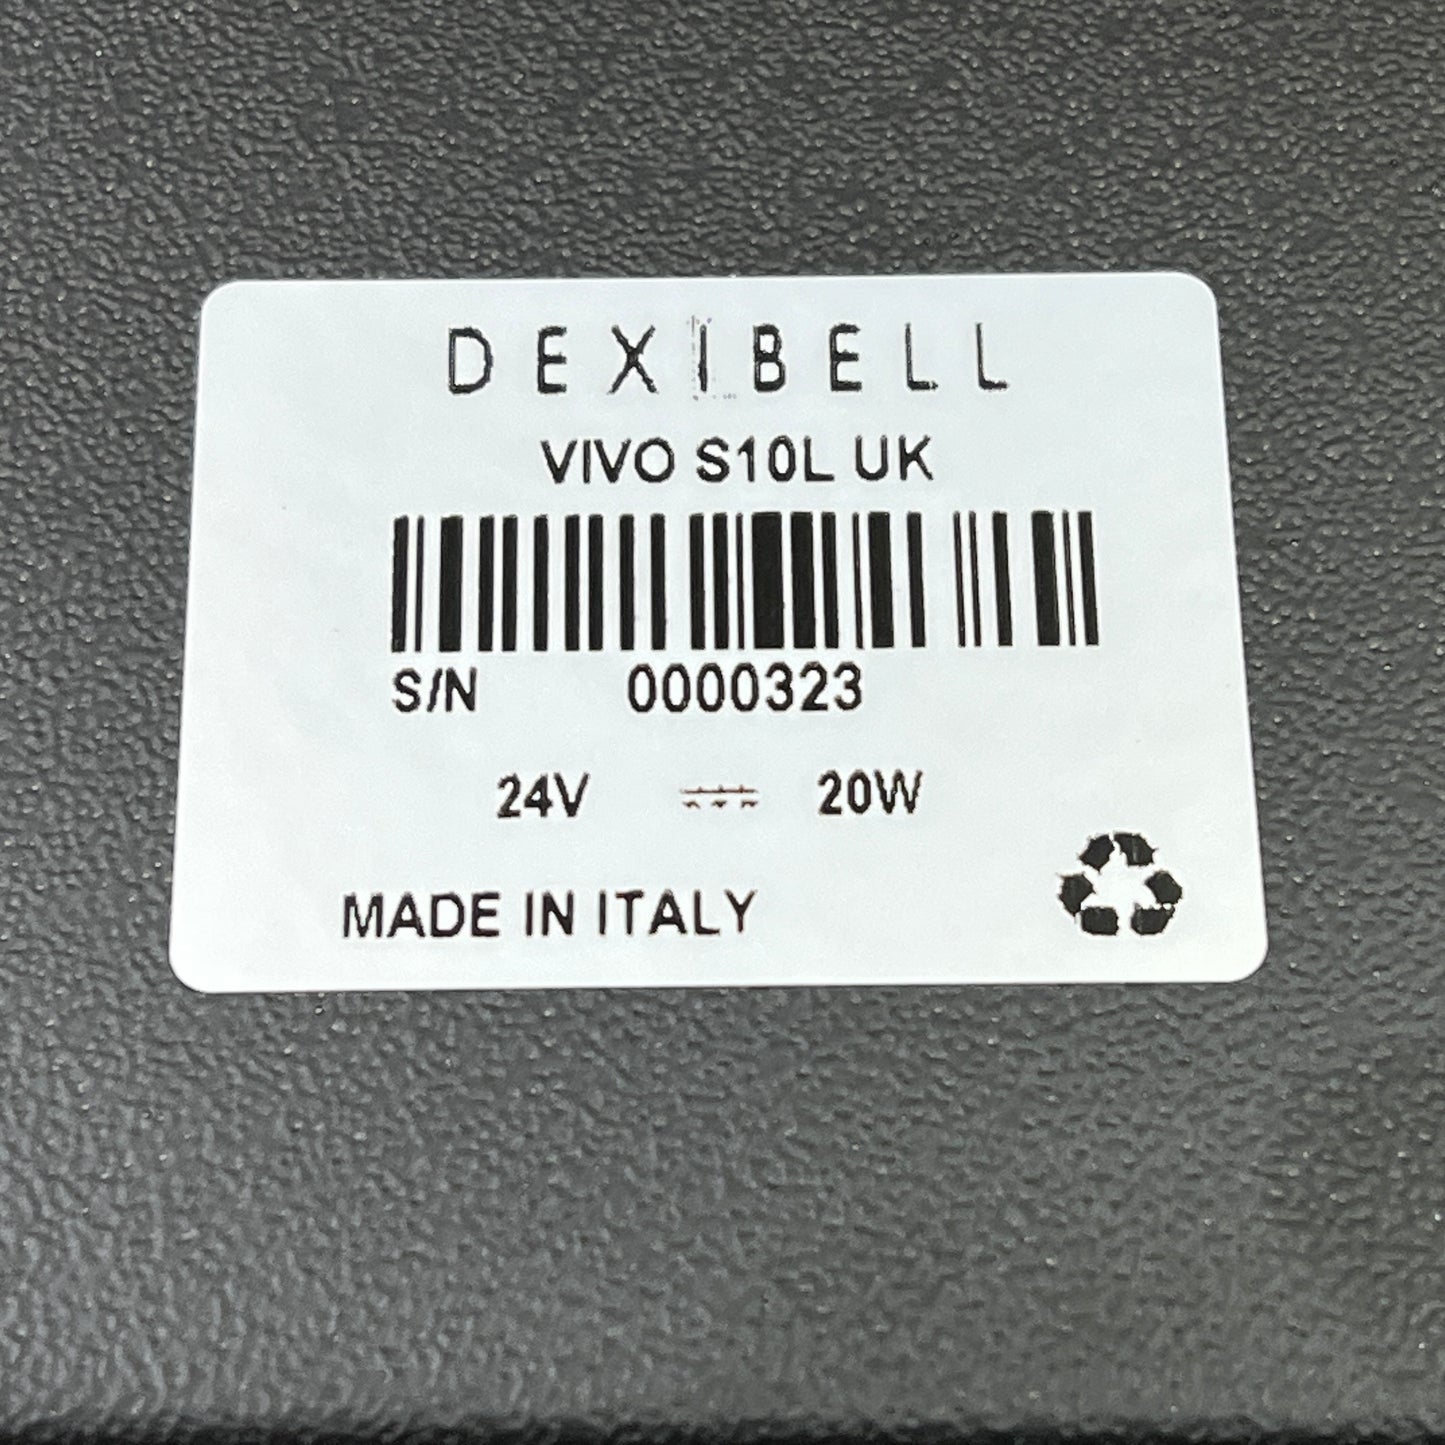 DEXIBELL
VIVO S10L UK
S/N 0000323
24V 20W
MADE IN ITALY